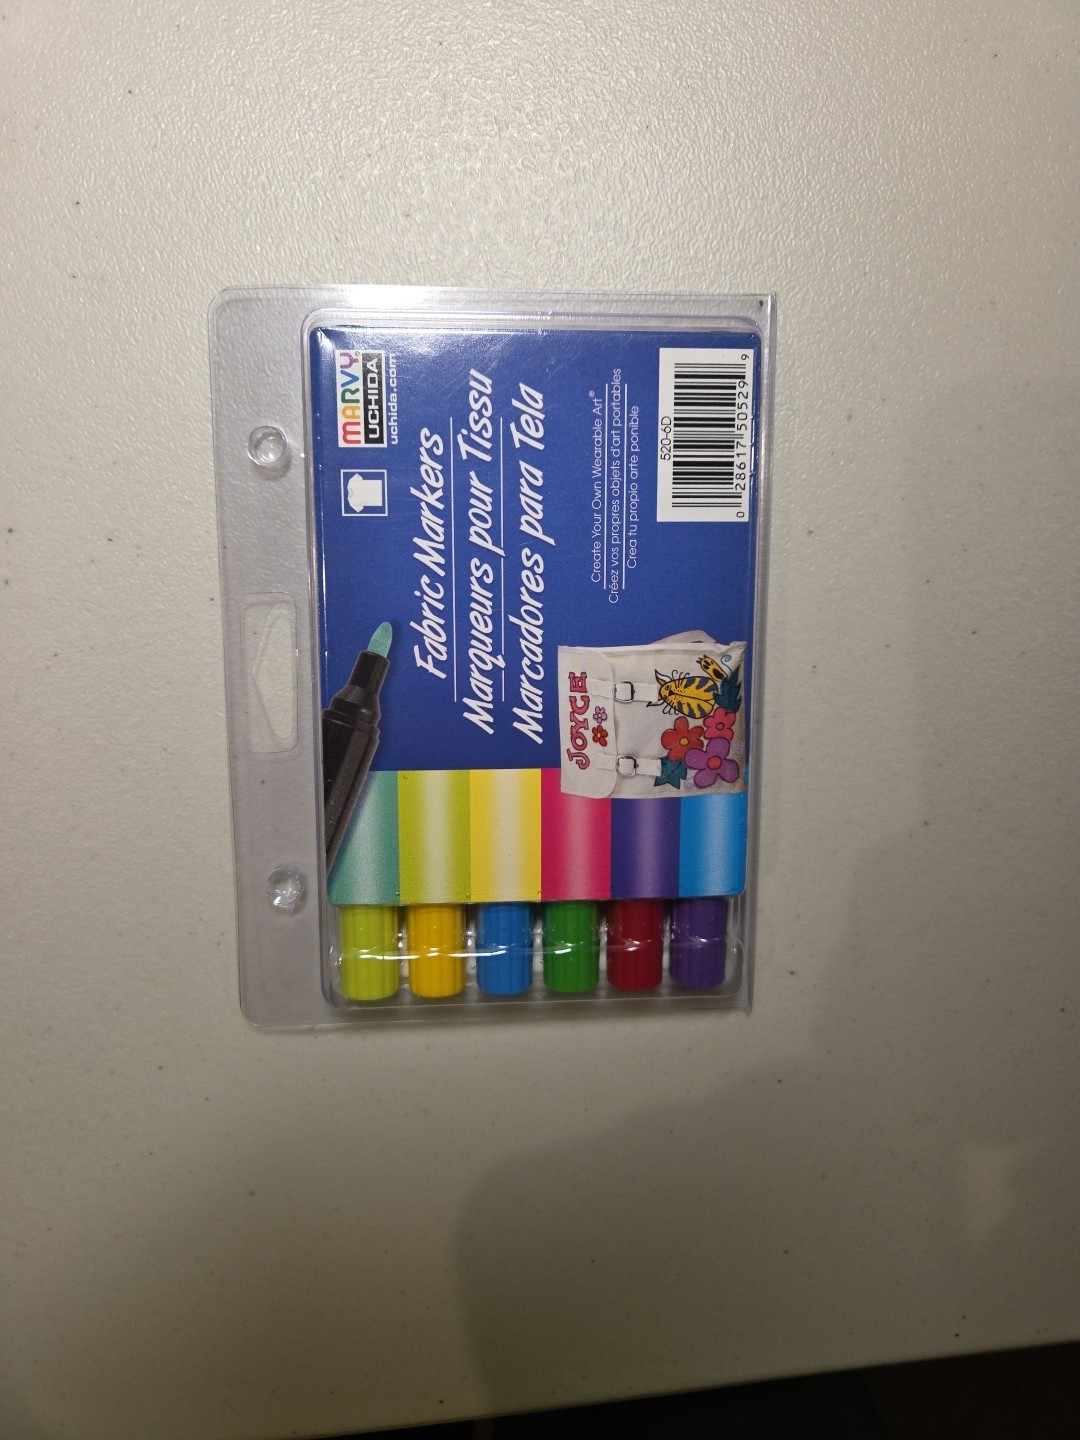 MARVY®
UCHIDA
uchida.com
Fabric Markers
Marqueurs pour Tissu
Marcadores para Tela
Create Your Own Wearable Art®
Créez vos propres objets d'art portables
Crea tu propio arte ponible
520-6D
0 28617 50529 9
JOYCE